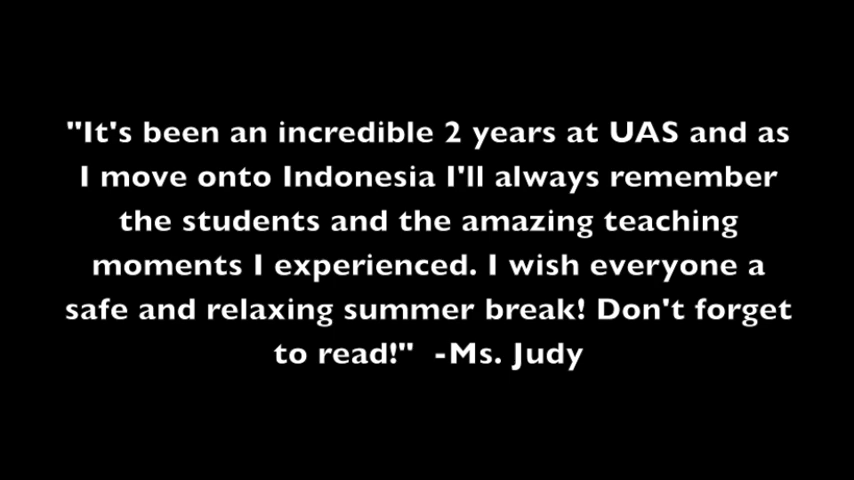 "It's been an incredible 2 years at UAS and as
I move onto Indonesia I'll always remember
the students and the amazing teaching
moments I experienced. I wish everyone a
safe and relaxing summer break! Don't forget
to read!"  -Ms. Judy